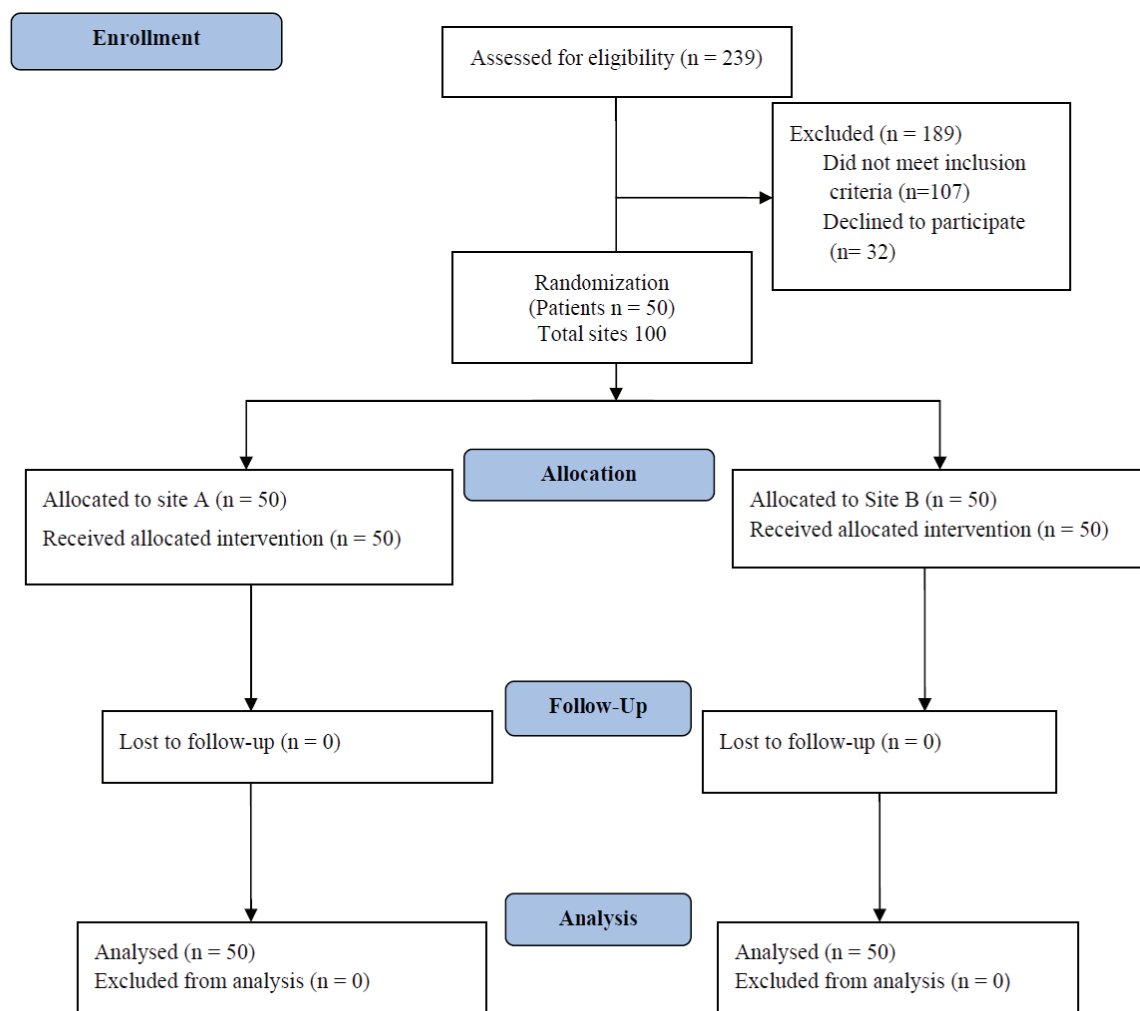 Enrollment
Assessed for eligibility (n = 239)
Excluded (n = 189)
Did not meet inclusion
criteria (n=107)
Declined to participate
(n= 32)
Randomization
(Patients n = 50)
Total sites 100
Allocation
Allocated to site A (n = 50)
Received allocated intervention (n = 50)
Allocated to Site B (n = 50)
Received allocated intervention (n = 50)
Follow-Up
Lost to follow-up (n = 0)
Lost to follow-up (n = 0)
Analysis
Analysed (n = 50)
Excluded from analysis (n = 0)
Analysed (n = 50)
Excluded from analysis (n = 0)